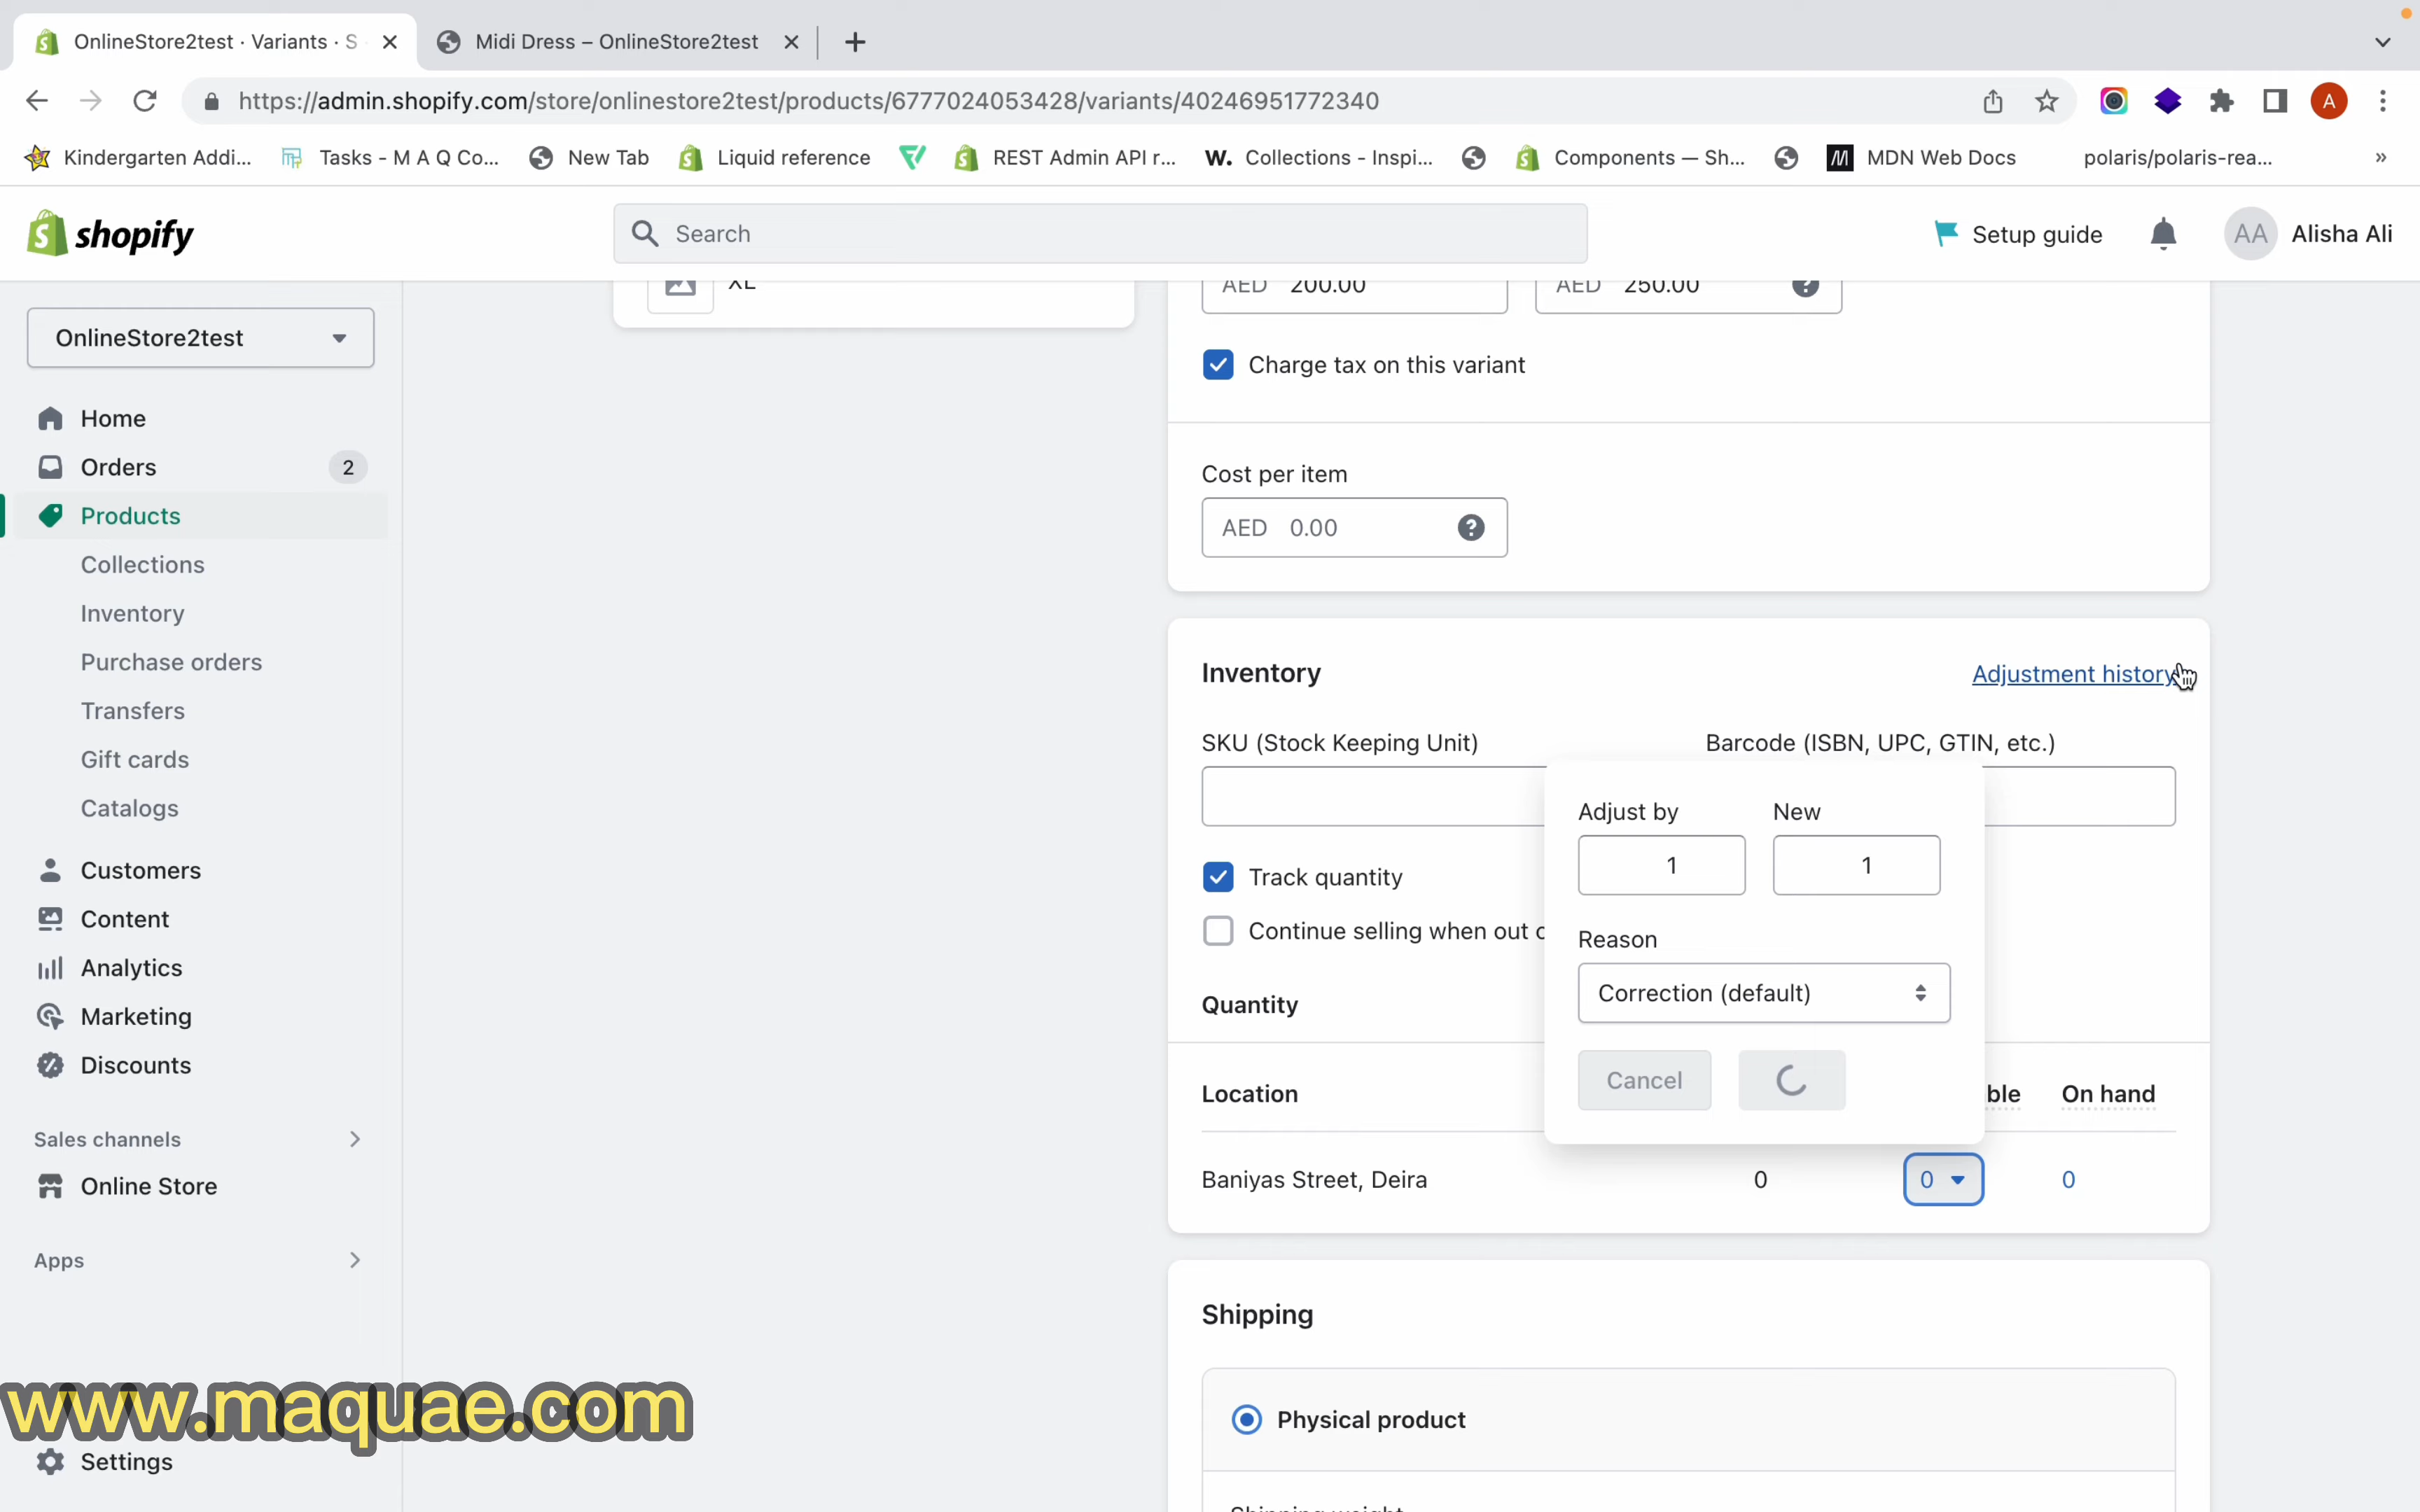 OnlineStore2test · Variants · S
Midi Dress – OnlineStore2test
https://admin.shopify.com/store/onlinestore2test/products/6777024053428/variants/40246951772340
A
Kindergarten Addi...
Tasks - M A Q Co...
New Tab
Liquid reference
REST Admin API r...
W. Collections - Inspi...
Components — Sh...
M MDN Web Docs
polaris/polaris-rea...
»
shopify
Search
Setup guide
AA Alisha Ali
OnlineStore2test
Home
Orders 2
Products
Collections
Inventory
Purchase orders
Transfers
Gift cards
Catalogs
Customers
Content
Analytics
Marketing
Discounts
Sales channels
Online Store
Apps
Settings
XL
AED 200.00
AED 250.00
Charge tax on this variant
Cost per item
AED 0.00
Inventory
Adjustment history
SKU (Stock Keeping Unit)
Barcode (ISBN, UPC, GTIN, etc.)
Track quantity
Continue selling when out o
Adjust by
New
1
1
Reason
Correction (default)
Cancel
Quantity
Location
ble
On hand
Baniyas Street, Deira
0
0
0
Shipping
Physical product
www.maquae.com